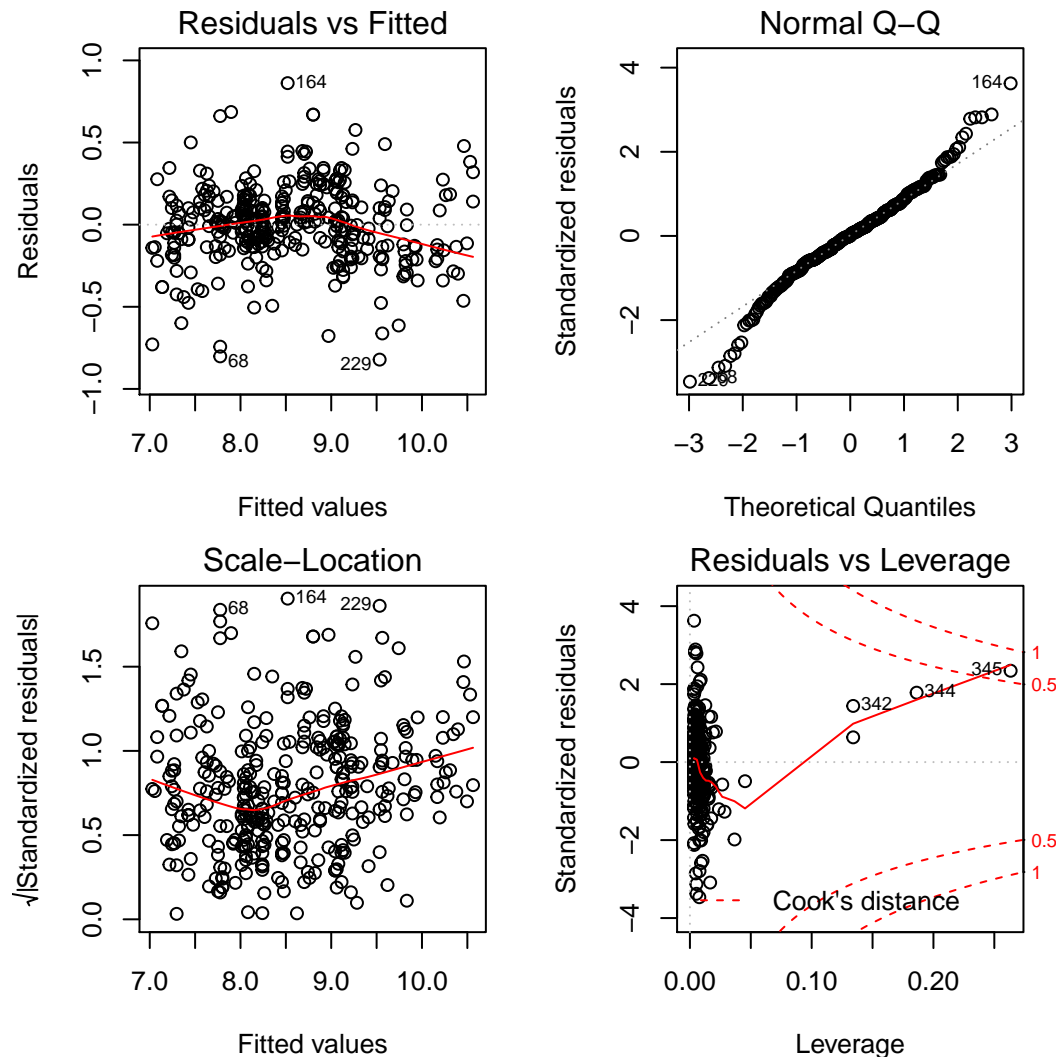 Residuals vs Fitted
Residuals
1.0
0.5
0.0
−0.5
−1.0
164
68
229
7.0 8.0 9.0 10.0
Fitted values
Normal Q−Q
Standardized residuals
4
2
0
−2
164
−3 −2 −1 0 1 2 3
Theoretical Quantiles
Scale−Location
√|Standardized residuals|
1.5
1.0
0.5
0.0
68
164
229
7.0 8.0 9.0 10.0
Fitted values
Residuals vs Leverage
Standardized residuals
4
2
0
−2
−4
345
344
342
1
0.5
0.5
1
Cook's distance
0.00 0.10 0.20
Leverage